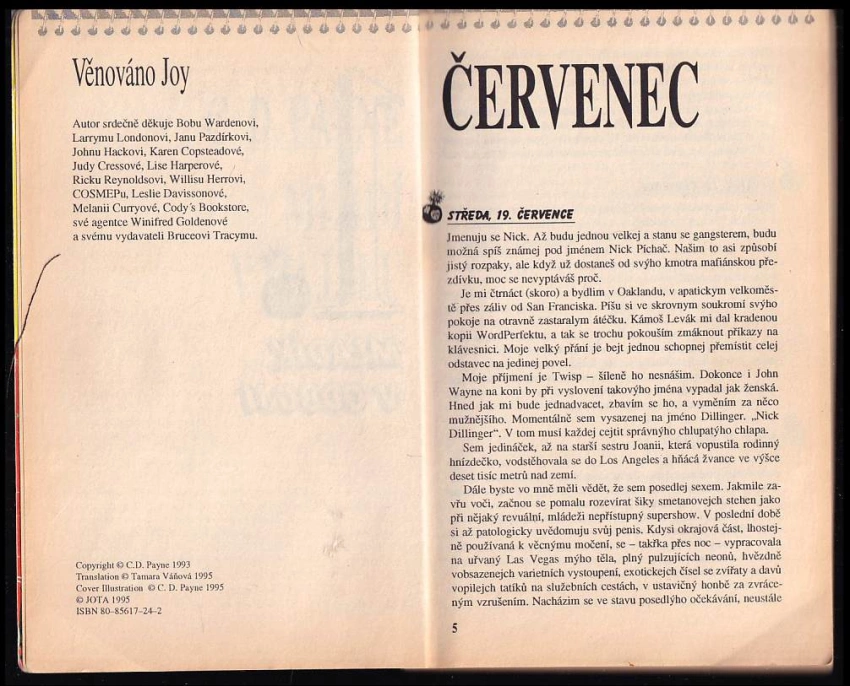 Věnováno Joy
Autor srdečně děkuje Bobu Wardenovi,
Larrymu Londonovi, Janu Pazdírkovi,
Johnu Hackovi, Karen Copsteadové,
Judy Cressové, Lise Harperové,
Ricku Reynoldsovi, Willisu Herrovi,
COSMEPu, Leslie Davissonové,
Melanii Curryové, Cody´s Bookstore,
své agentce Winifred Goldenové
a svému vydavateli Bruceovi Tracymu.
Copyright © C.D. Payne 1993
Translation © Tamara Váňová 1995
Cover Illustration © C. D. Payne 1995
© JOTA 1995
ISBN 80–85617–24–2
ČERVENEC
STŘEDA, 19. ČERVENCE
Jmenuju se Nick. Až budu jednou velkej a stanu se gangsterem, budu
možná spíš známej pod jménem Nick Píchač. Našim to asi způsobí
jistý rozpaky, ale když už dostaneš od svýho kmotra mafiánskou pře-
zdívku, moc se nevyptáváš proč.
Je mi čtrnáct (skoro) a bydlim v Oaklandu, v apatickym velkoměs-
tě přes záliv od San Franciska. Píšu si ve skrovnym soukromí svýho
pokoje na otravně zastaralym átéčku. Kámoš Levák mi dal kradenou
kopii WordPerfektu, a tak se trochu pokouším zmáknout příkazy na
klávesnici. Moje velký přání je bejt jednou schopnej přemístit celej
odstavec na jedinej povel.
Moje přijmení je Twisp – šíleně ho nesnášim. Dokonce i John
Wayne na koni by při vyslovení takovýho jména vypadal jak ženská.
Hned jak mi bude jednadvacet, zbavím se ho, a vyměním za něco
mužnějšího. Momentálně sem vysazenej na jméno Dillinger. „Nick
Dillinger“. V tom musí každej cejtit správnýho chlupatýho chlapa.
Sem jedináček, až na starší sestru Joanii, která vopustila rodinný
hnízdečko, vodstěhovala se do Los Angeles a hňácá žvance ve výšce
deset tisíc metrů nad zemí.
Dále byste vo mně měli vědět, že sem posedlej sexem. Jakmile za-
vřu voči, začnou se pomalu rozevírat šiky smetanovejch stehen jako
při nějaký revuální, mládeži nepřístupný supershow. V poslední době
si až patologicky uvědomuju svůj penis. Kdysi okrajová část, lhostej-
ně používaná k věcnýmu močení, se – takřka přes noc – vypracovala
na uřvaný Las Vegas mýho těla, plný pulzujících neonů, hvězdně
vobsazenejch varietních vystoupení, exotickejch čísel se zvířaty a davů
vopilejch tatíků na služebních cestách, v ustavičný honbě za zvráce-
ným vzrušením. Nacházim se ve stavu posedlýho očekávání, neustále
5